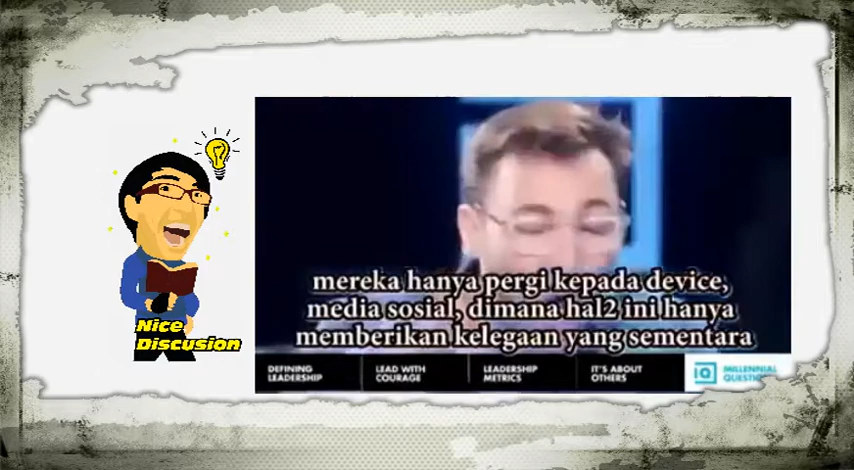 Nice
Discusion
mereka hanya pergi kepada device,
media sosial, dimana hal2 ini hanya
memberikan kelegaan yang sementara
DEFINING
LEADERSHIP
LEAD WITH
COURAGE
LEADERSHIP
METRICS
IT'S ABOUT
OTHERS
IQ
MILLENNIAL
QUESTION